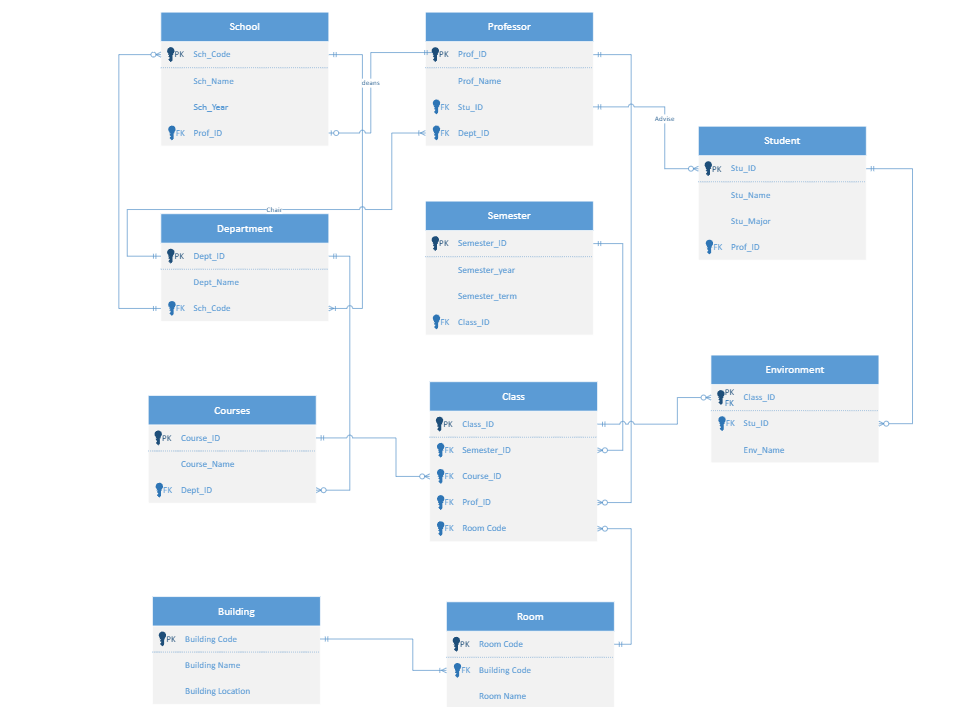 School
PK Sch_Code
Sch_Name
Sch_Year
FK Prof_ID
Professor
PK Prof_ID
Prof_Name
FK Stu_ID
FK Dept_ID
deans
Advise
Student
PK Stu_ID
Stu_Name
Stu_Major
FK Prof_ID
Chair
Department
PK Dept_ID
Dept_Name
FK Sch_Code
Semester
PK Semester_ID
Semester_year
Semester_term
FK Class_ID
Environment
PK
FK Class_ID
FK Stu_ID
Env_Name
Courses
PK Course_ID
Course_Name
FK Dept_ID
Class
PK Class_ID
FK Semester_ID
FK Course_ID
FK Prof_ID
FK Room Code
Building
PK Building Code
Building Name
Building Location
Room
PK Room Code
FK Building Code
Room Name